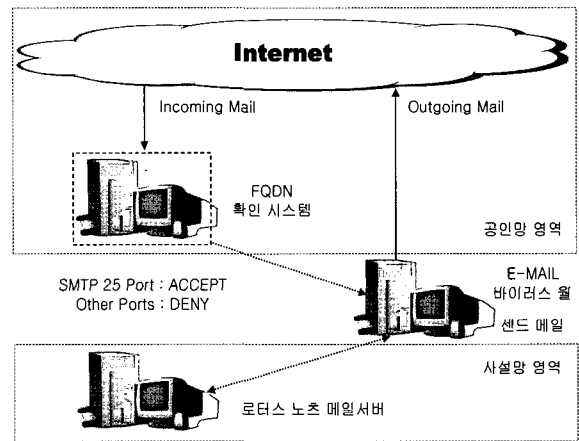 Internet
Incoming Mail
Outgoing Mail
FQDN
확인 시스템
공인망 영역
SMTP 25 Port : ACCEPT
Other Ports : DENY
E-MAIL
바이러스 월
센드 메일
사설망 영역
로터스 노츠 메일서버